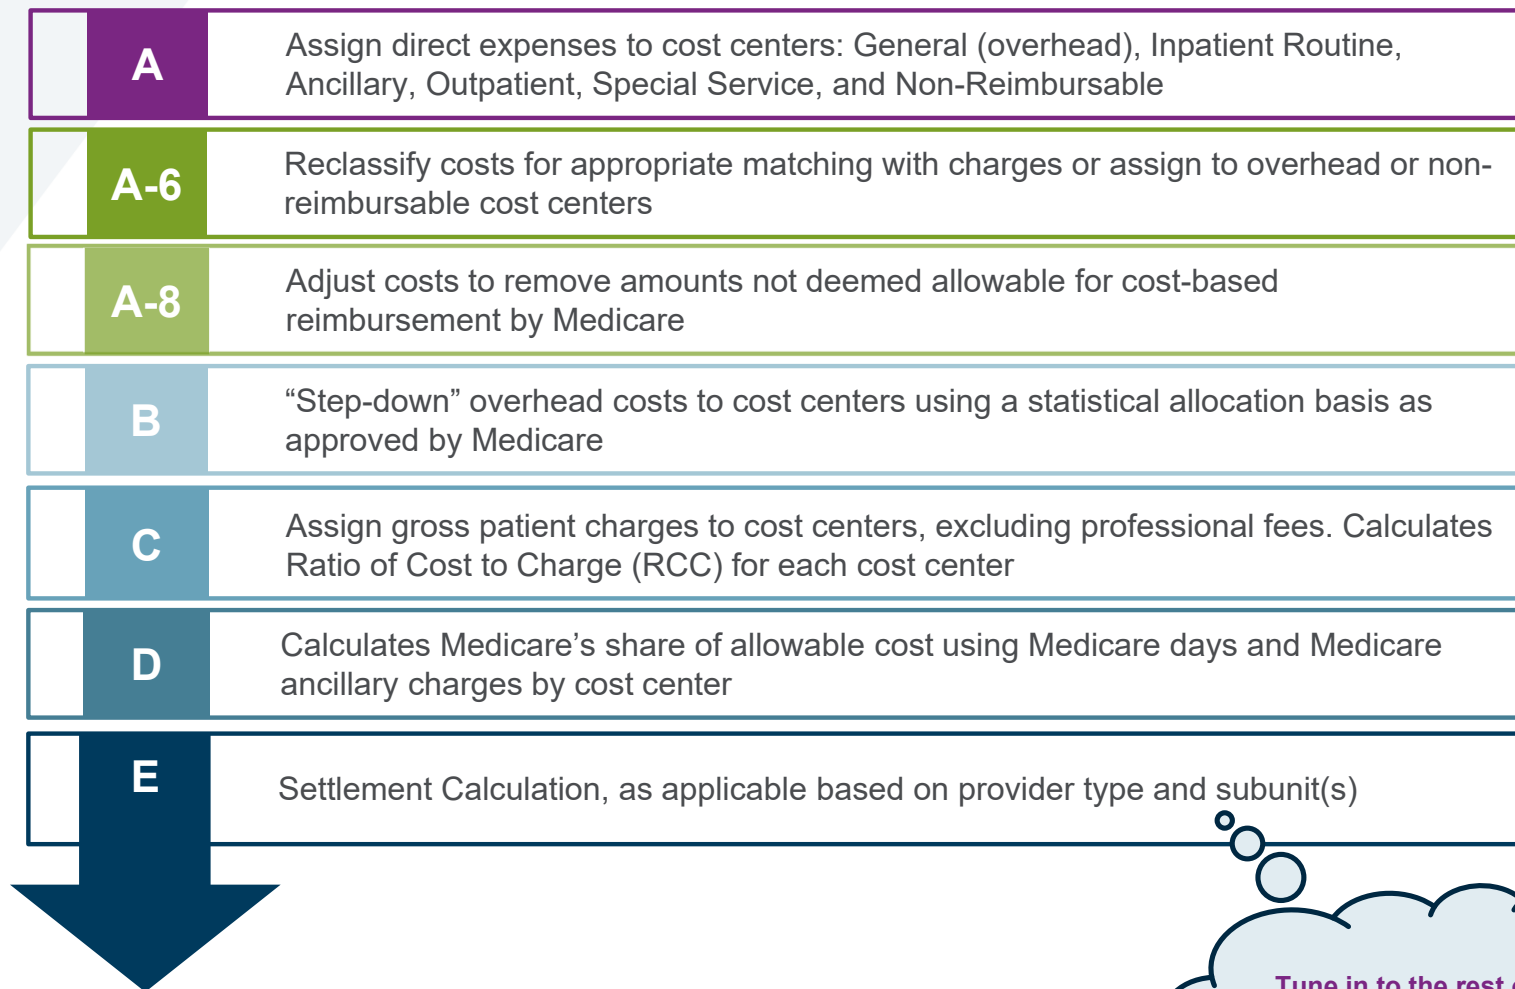 A
Assign direct expenses to cost centers: General (overhead), Inpatient Routine,
Ancillary, Outpatient, Special Service, and Non-Reimbursable
A-6
Reclassify costs for appropriate matching with charges or assign to overhead or non-
reimbursable cost centers
A-8
Adjust costs to remove amounts not deemed allowable for cost-based
reimbursement by Medicare
B
“Step-down” overhead costs to cost centers using a statistical allocation basis as
approved by Medicare
C
Assign gross patient charges to cost centers, excluding professional fees. Calculates
Ratio of Cost to Charge (RCC) for each cost center
D
Calculates Medicare’s share of allowable cost using Medicare days and Medicare
ancillary charges by cost center
E
Settlement Calculation, as applicable based on provider type and subunit(s)
Tune in to the rest